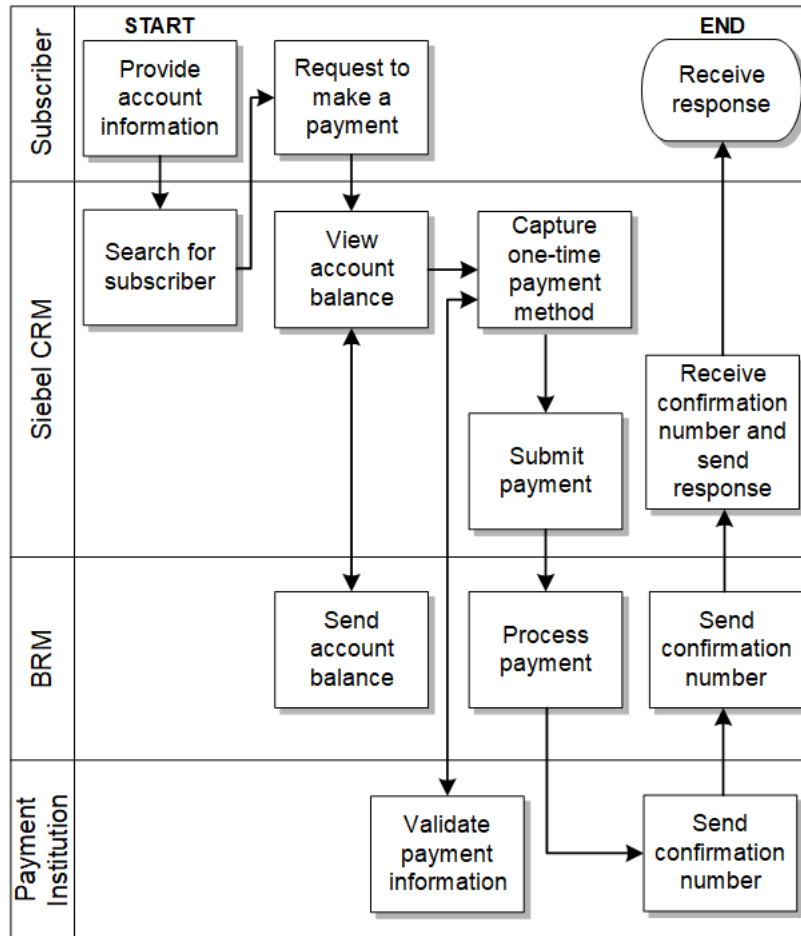 Subscriber
START
END
Provide
account
information
Request to
make a
payment
Receive
response
Siebel CRM
Search for
subscriber
View
account
balance
Capture
one-time
payment
method
Submit
payment
Receive
confirmation
number and
send
response
BRM
Send
account
balance
Process
payment
Send
confirmation
number
Payment
Institution
Validate
payment
information
Send
confirmation
number